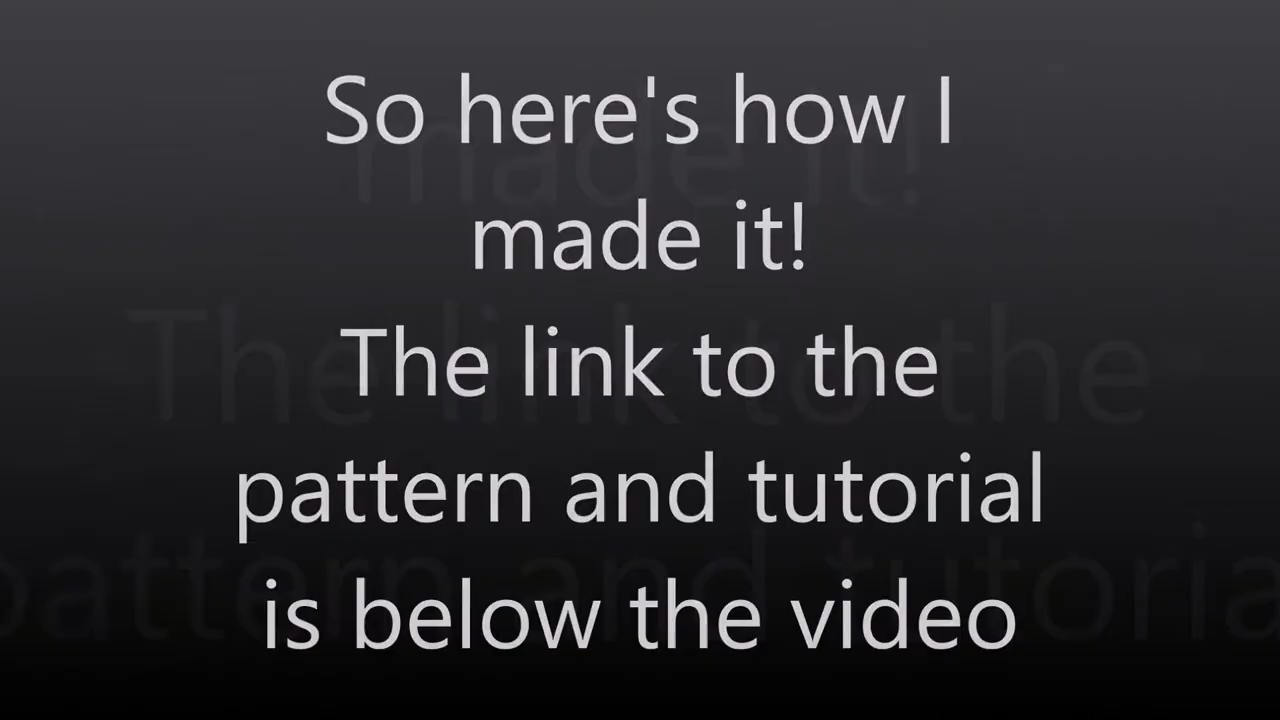 So here's how I
made it!
The link to the
pattern and tutorial
is below the video